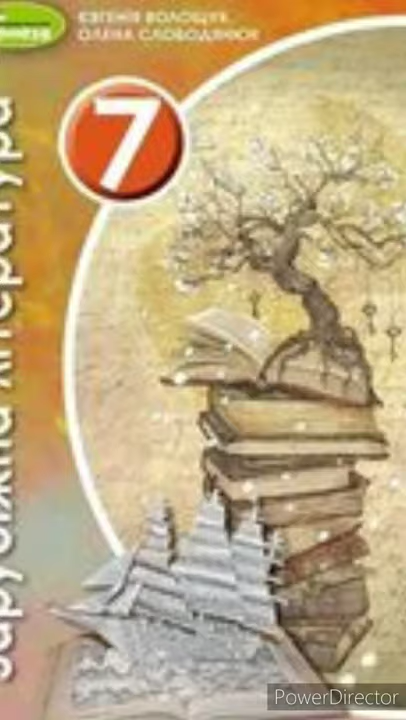 ЄВГЕНІЯ ВОЛОЩУК
ОЛЕНА СЛОБОДЯНЮК
7
зарубіжна література
PowerDirector